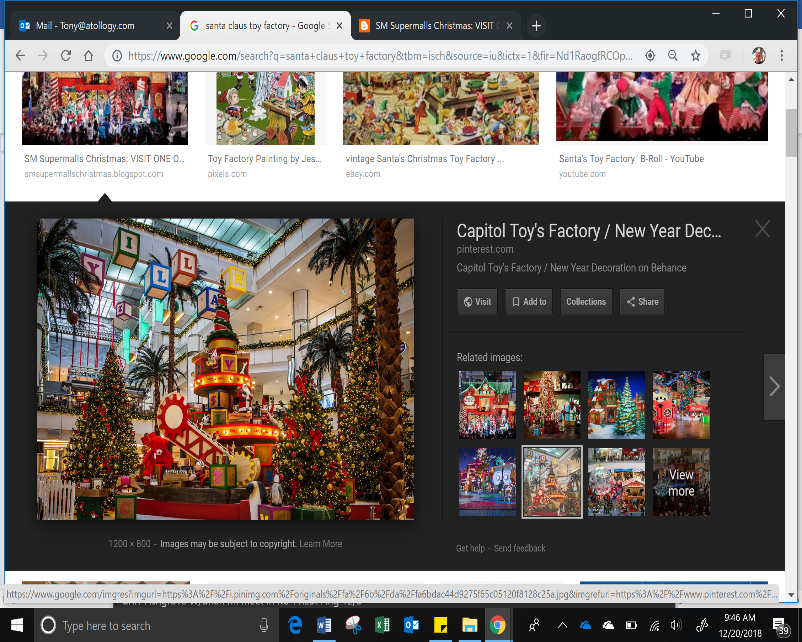 Mail - Tony@atollogy.com
santa claus toy factory - Google S
SM Supermalls Christmas: VISIT O
https://www.google.com/search?q=santa+claus+toy+factory&tbm=isch&source=iu&ictx=1&fir=Nd1RaogfRCOp...
SM Supermalls Christmas: VISIT ONE O...
smsupermallschristmas.blogspot.com
Toy Factory Painting by Jes...
pixels.com
vintage Santa's Christmas Toy Factory ...
ebay.com
Santa's Toy Factory` B-Roll - YouTube
youtube.com
Capitol Toy's Factory / New Year Dec...
pinterest.com
Capitol Toy's Factory / New Year Decoration on Behance
Visit
Add to
Collections
Share
Related images:
View more
1200 × 800 - Images may be subject to copyright. Learn More
Get help - Send feedback
https://www.google.com/imgres?imgurl=https%3A%2F%2Fi.pinimg.com%2Foriginals%2Ffa%2F6b%2Fda%2Ffa6bdac44d9275f65c05120f8128c25a.jpg&imgrefurl=https%3A%2F%2Fwww.pinterest.com%2F...
Type here to search
9:46 AM
12/20/2018
39